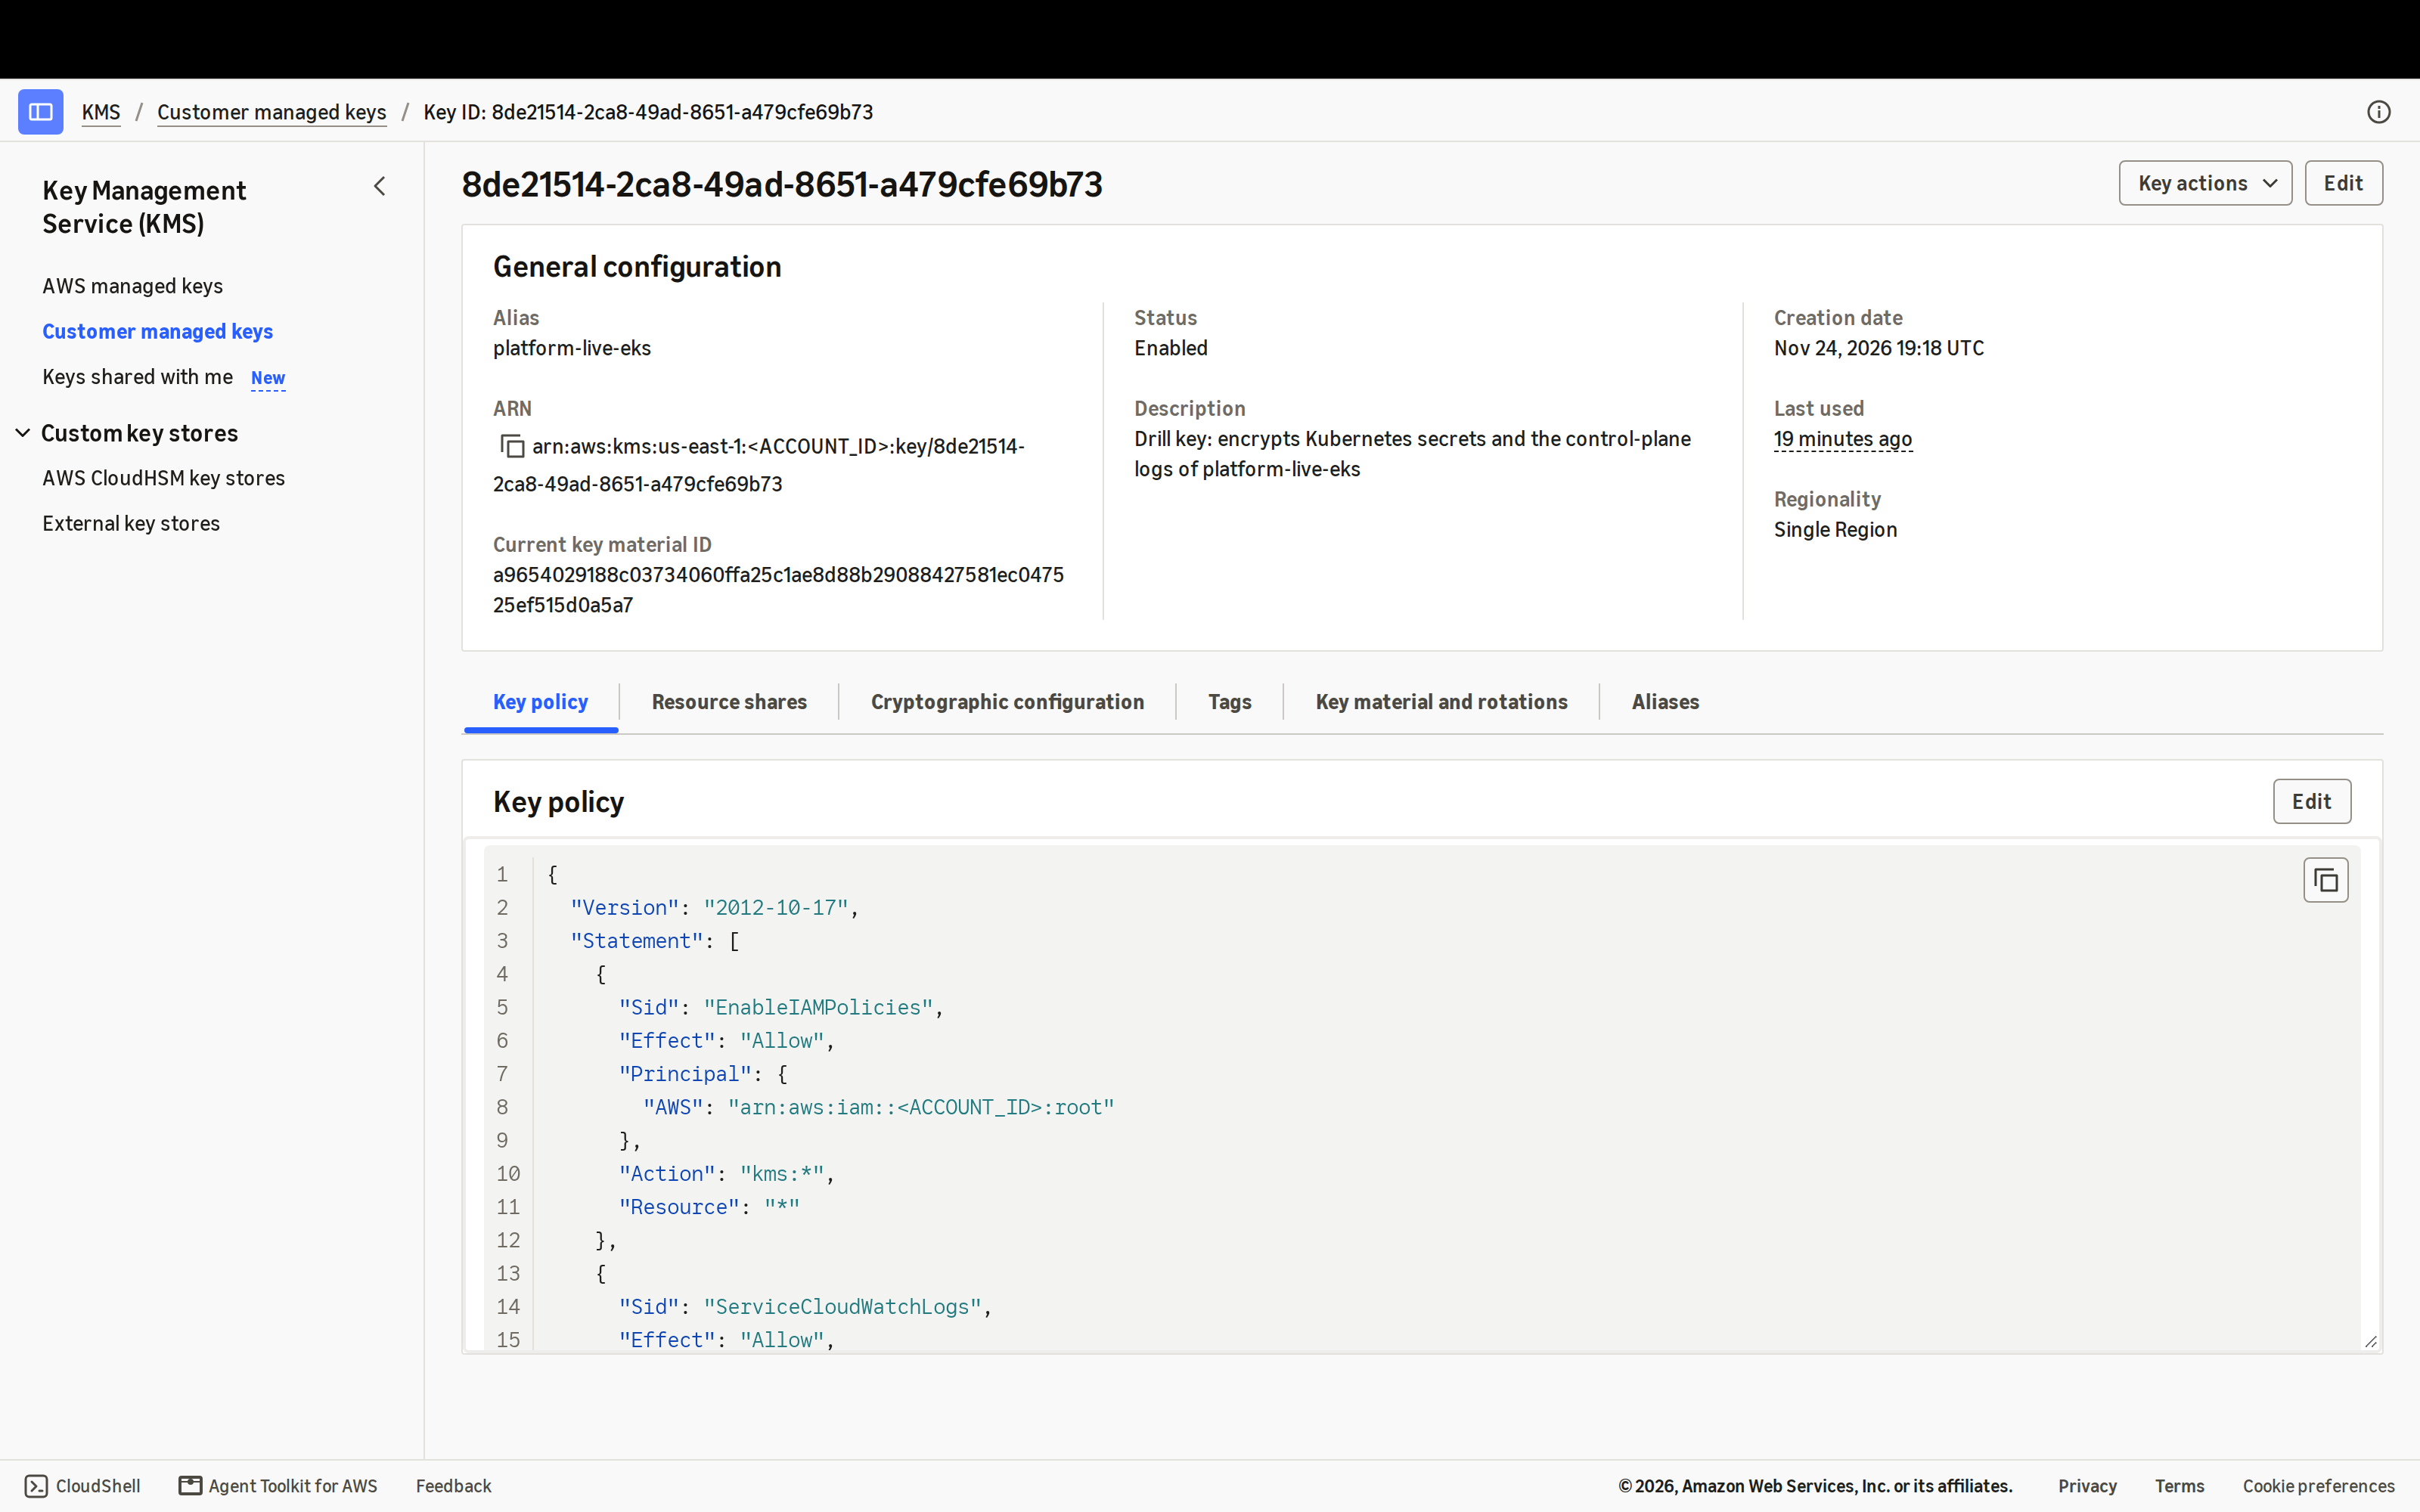 KMS / Customer managed keys / Key ID: 8de21514-2ca8-49ad-8651-a479cfe69b73
Key Management
Service (KMS)
AWS managed keys
Customer managed keys
Keys shared with me New
Custom key stores
AWS CloudHSM key stores
External key stores
8de21514-2ca8-49ad-8651-a479cfe69b73
Key actions
Edit
General configuration
Alias
platform-live-eks
ARN
arn:aws:kms:us-east-1:<ACCOUNT_ID>:key/8de21514-
2ca8-49ad-8651-a479cfe69b73
Current key material ID
a9654029188c03734060ffa25c1ae8d88b29088427581ec0475
25ef515d0a5a7
Status
Enabled
Description
Drill key: encrypts Kubernetes secrets and the control-plane
logs of platform-live-eks
Creation date
Nov 24, 2026 19:18 UTC
Last used
19 minutes ago
Regionality
Single Region
Key policy
Resource shares
Cryptographic configuration
Tags
Key material and rotations
Aliases
Key policy
Edit
1 {
2 "Version": "2012-10-17",
3 "Statement": [
4 {
5 "Sid": "EnableIAMPolicies",
6 "Effect": "Allow",
7 "Principal": {
8 "AWS": "arn:aws:iam::<ACCOUNT_ID>:root"
9 },
10 "Action": "kms:*",
11 "Resource": "*"
12 },
13 {
14 "Sid": "ServiceCloudWatchLogs",
15 "Effect": "Allow",
CloudShell
Agent Toolkit for AWS
Feedback
© 2026, Amazon Web Services, Inc. or its affiliates.
Privacy
Terms
Cookie preferences